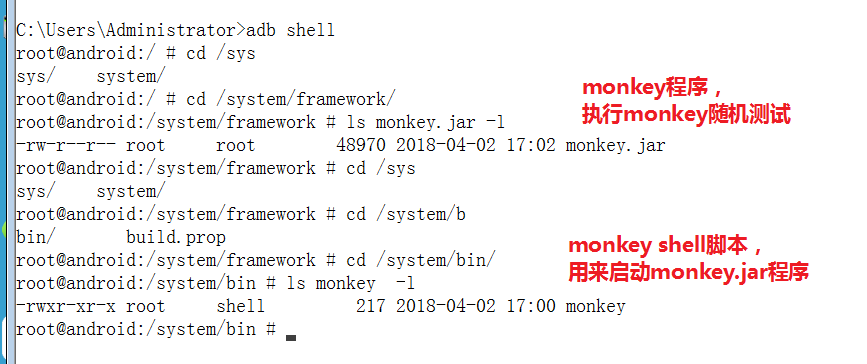 C:\Users\Administrator>adb shell
root@android:/ # cd /sys
sys/    system/
root@android:/ # cd /system/framework/
root@android:/system/framework # ls monkey.jar -l
-rw-r--r-- root     root        48970 2018-04-02 17:02 monkey.jar
root@android:/system/framework # cd /sys
sys/    system/
root@android:/system/framework # cd /system/b
bin/       build.prop
root@android:/system/framework # cd /system/bin/
root@android:/system/bin # ls monkey  -l
-rwxr-xr-x root     shell         217 2018-04-02 17:00 monkey
root@android:/system/bin #
monkey程序，
执行monkey随机测试
monkey shell脚本，
用来启动monkey.jar程序